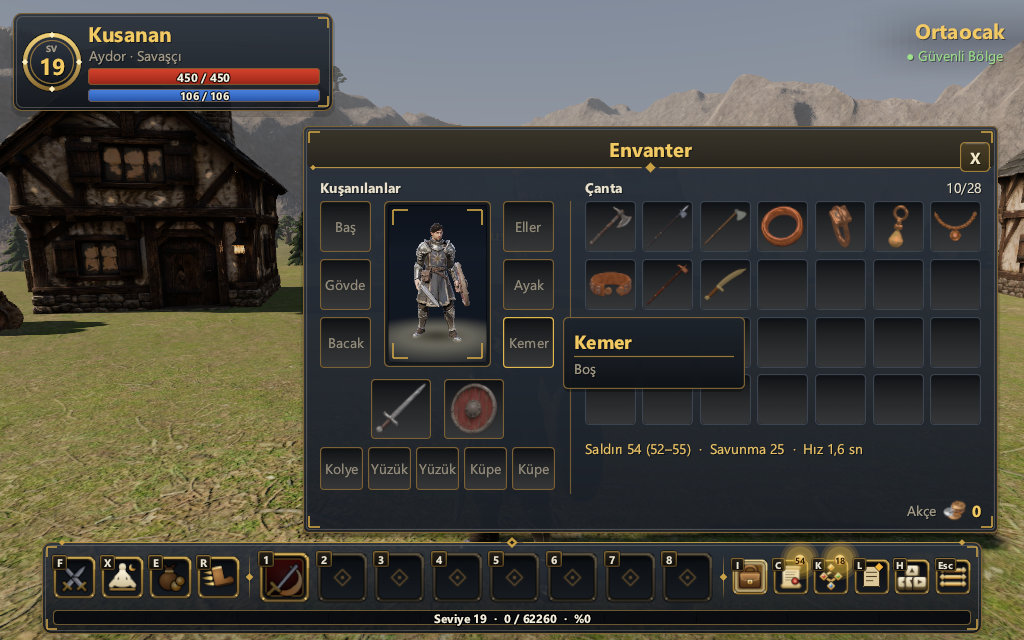 SV
19
Kusanan
Aydor · Savaşçı
450 / 450
106 / 106
Ortaocak
Güvenli Bölge
Envanter
X
Kuşanılanlar
Çanta
10/28
Baş
Eller
Gövde
Ayak
Bacak
Kemer
Kemer
Boş
Kolye
Yüzük
Yüzük
Küpe
Küpe
Saldırı 54 (52–55) · Savunma 25 · Hız 1,6 sn
Akçe 0
F
X
E
R
1
2
3
4
5
6
7
8
I
C
54
K
18
L
H
Esc
Seviye 19 · 0 / 62260 · %0